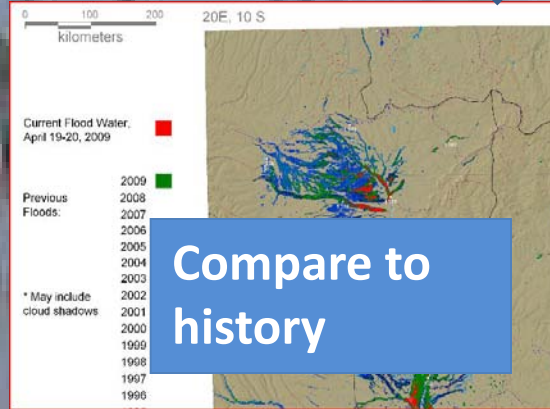 0 100 200
kilometers
20E, 10 S
Current Flood Water,
April 19-20, 2009
2009
Previous
Floods:
2008
2007
2006
2005
2004
2003
* May include
cloud shadows
2002
2001
2000
1999
1998
1997
1996
Compare to
history